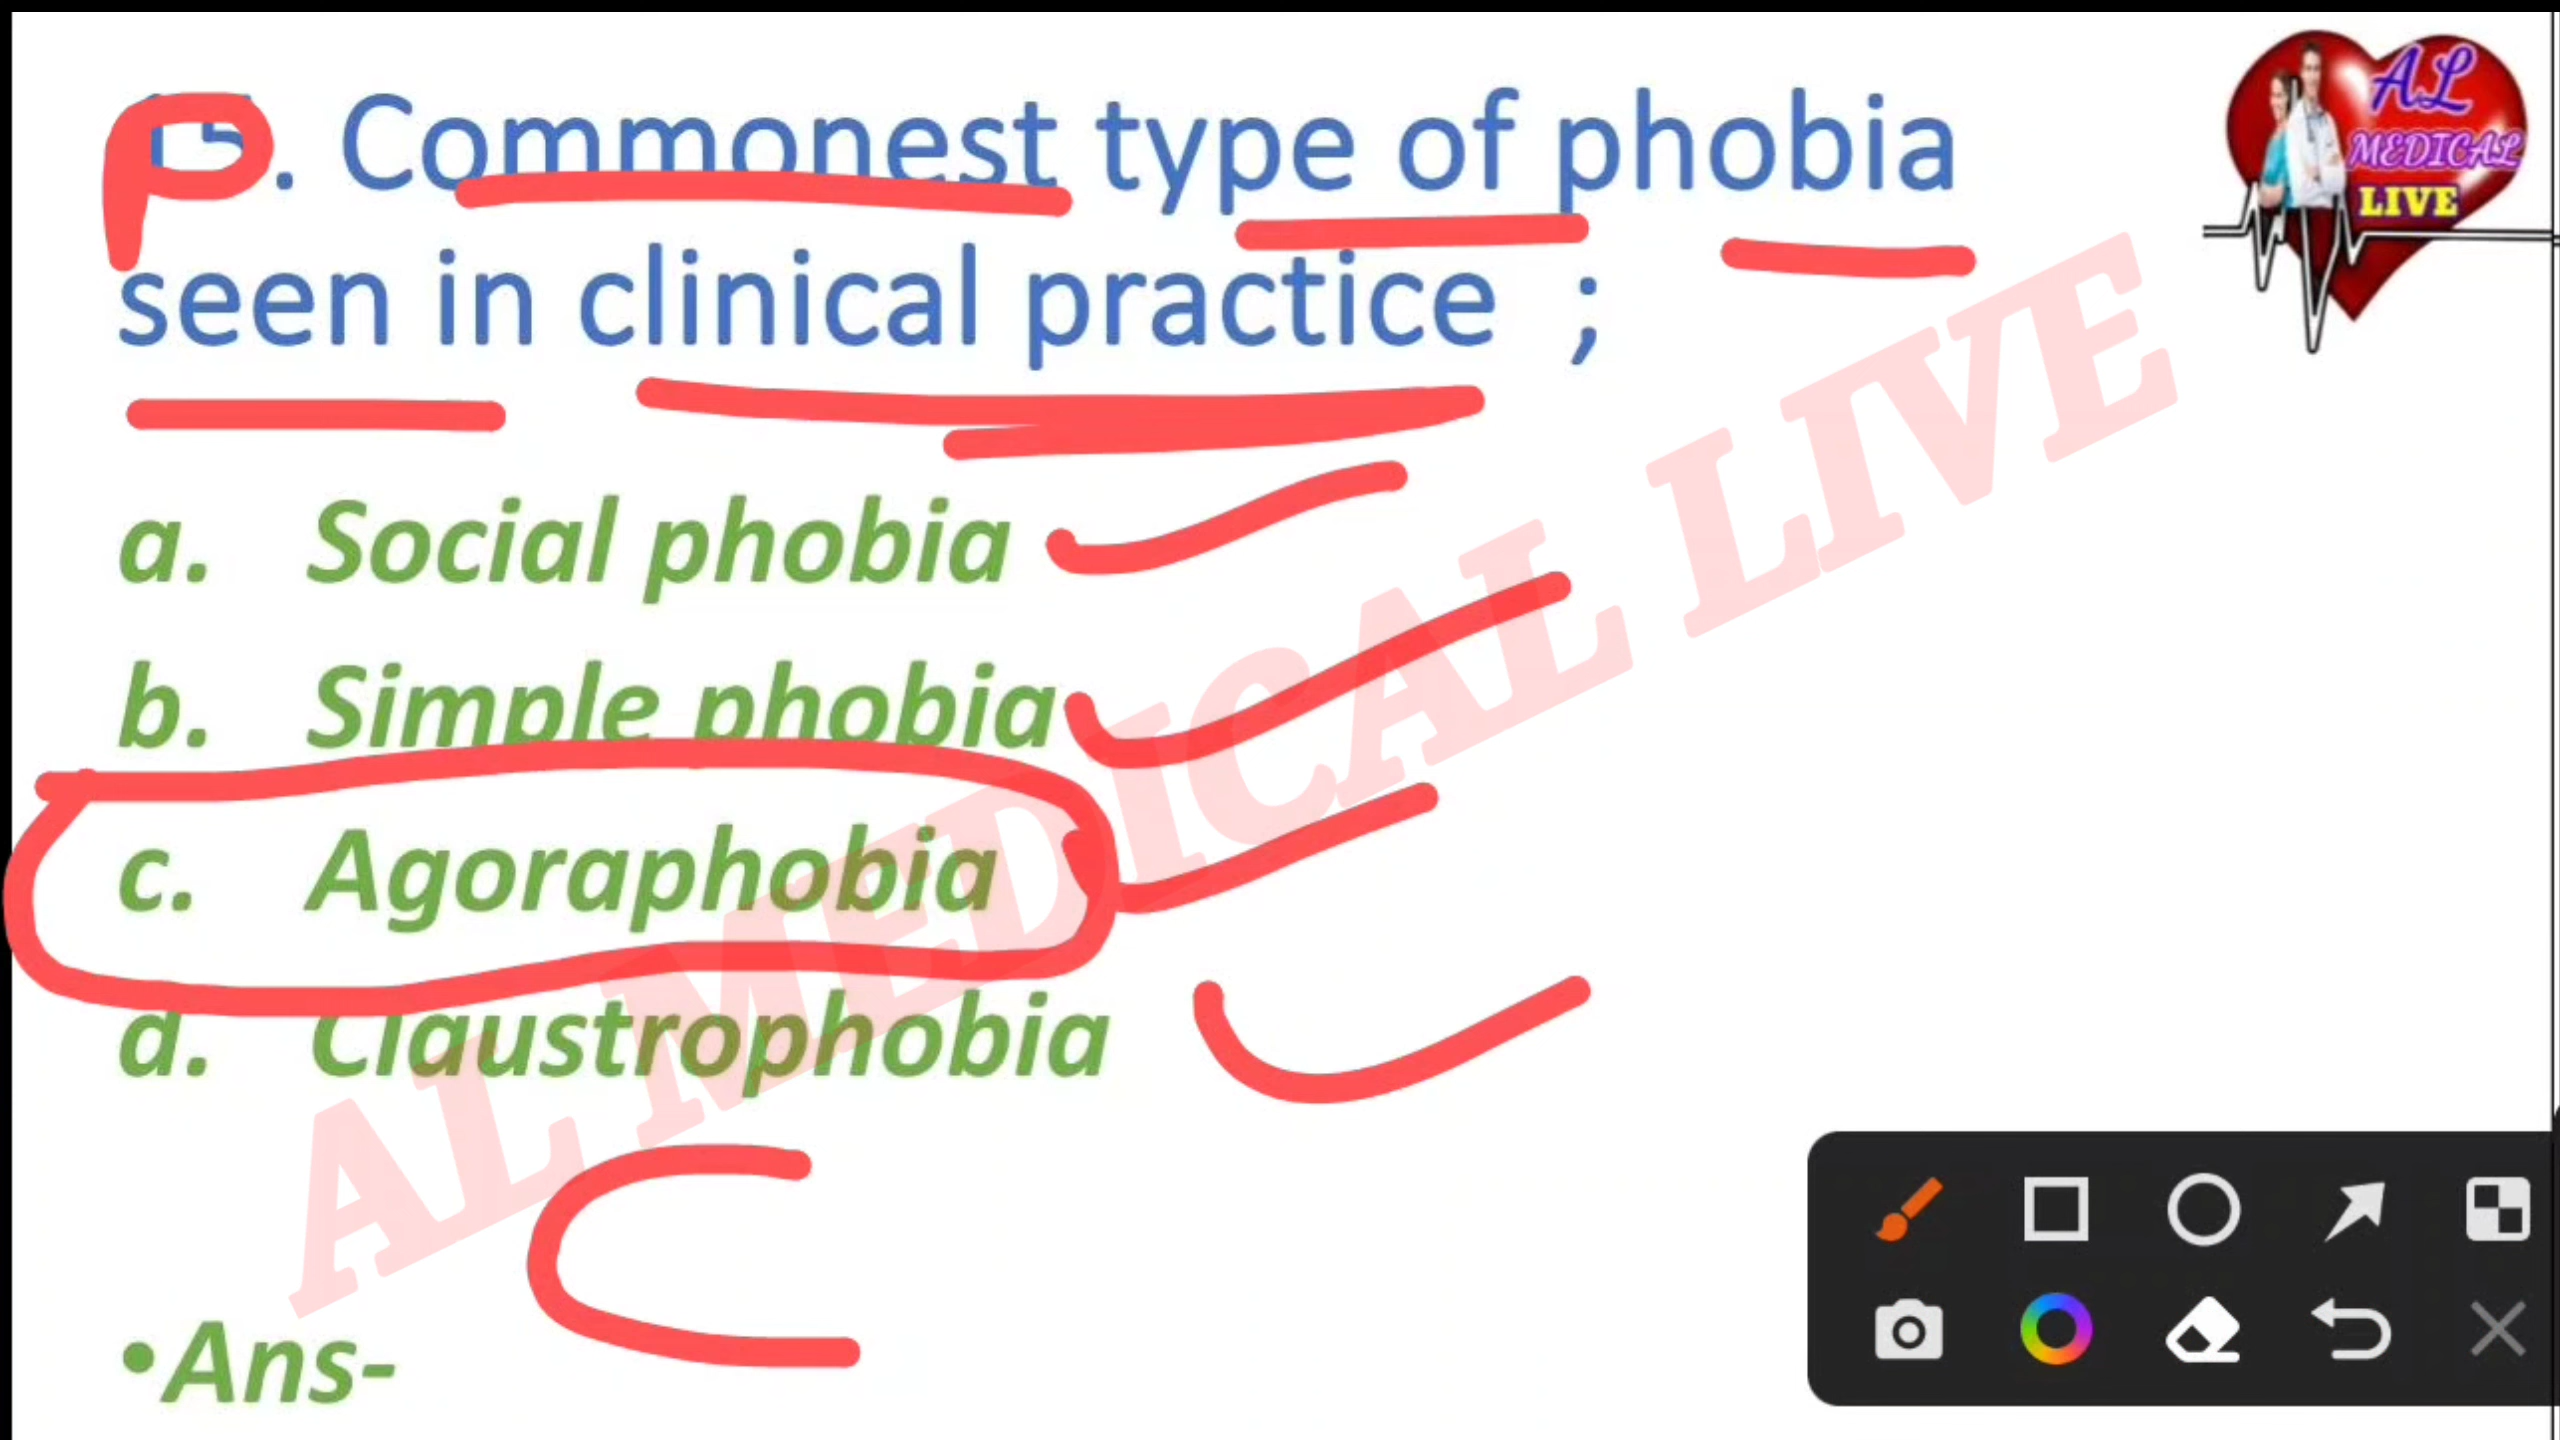 . Commonest type of phobia
seen in clinical practice ;
a. Social phobia
b. Simple phobia
c. Agoraphobia
d. Claustrophobia
C
•Ans-
AL
MEDICAL
LIVE
AL MEDICAL LIVE